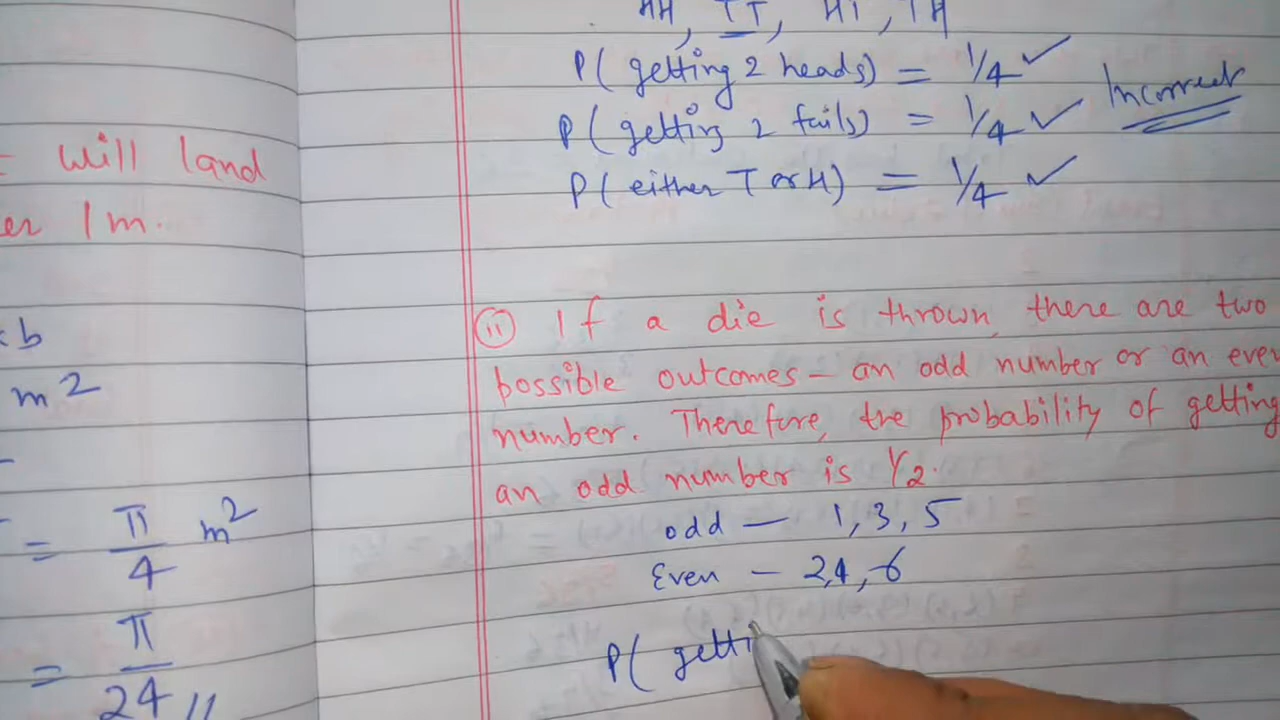 = will land
er 1m.
b
m2
= π/4 m2
= π/24 //
HH, TT, HT, TH
P( getting 2 heads) = 1/4 ✓
P( getting 2 fails) = 1/4 ✓ Incorrect
P( either T or H) = 1/4 ✓
(ii) If a die is thrown, there are two
possible outcomes - an odd number or an even
number. Therefore, the probability of getting
an odd number is 1/2.
odd — 1, 3, 5
Even — 2,4,6
P( getti